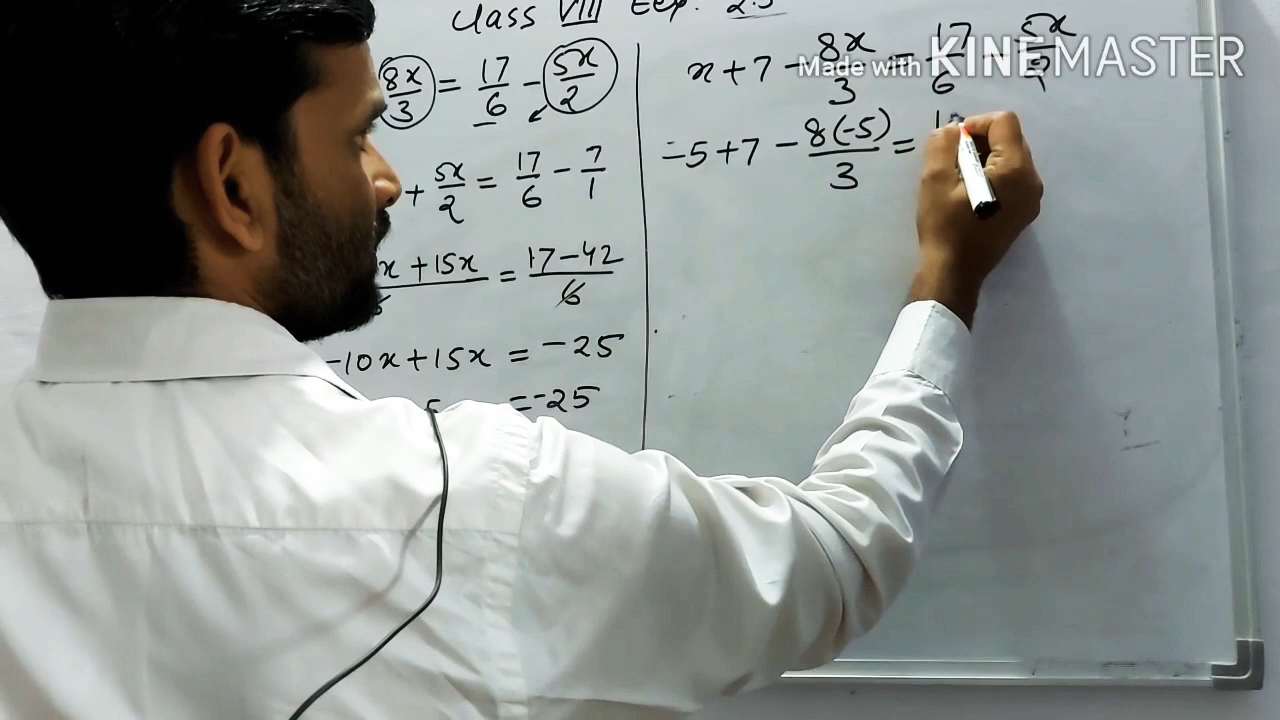 Class VIII Exp. 2.5
8x/3 = 17/6 - 5x/2
+ 5x/2 = 17/6 - 7/1
x + 15x = 17 - 42/6
-10x + 15x = -25
= -25
x + 7 - 8x/3 = 17/6 - 5x/2
-5 + 7 - 8(-5)/3 =
Made with KINEMASTER